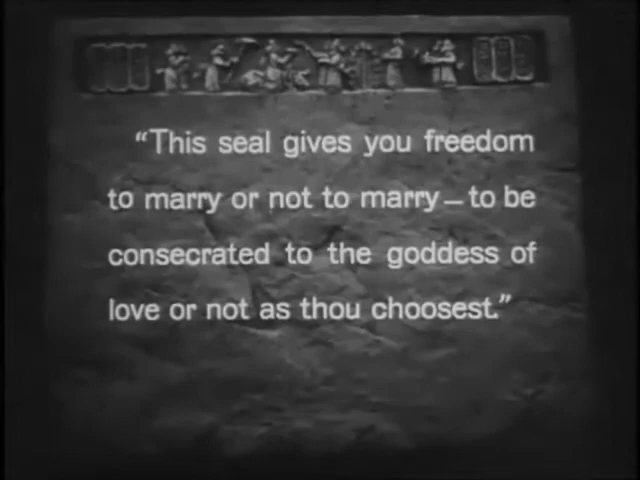 “This seal gives you freedom
to marry or not to marry — to be
consecrated to the goddess of
love or not as thou choosest.”